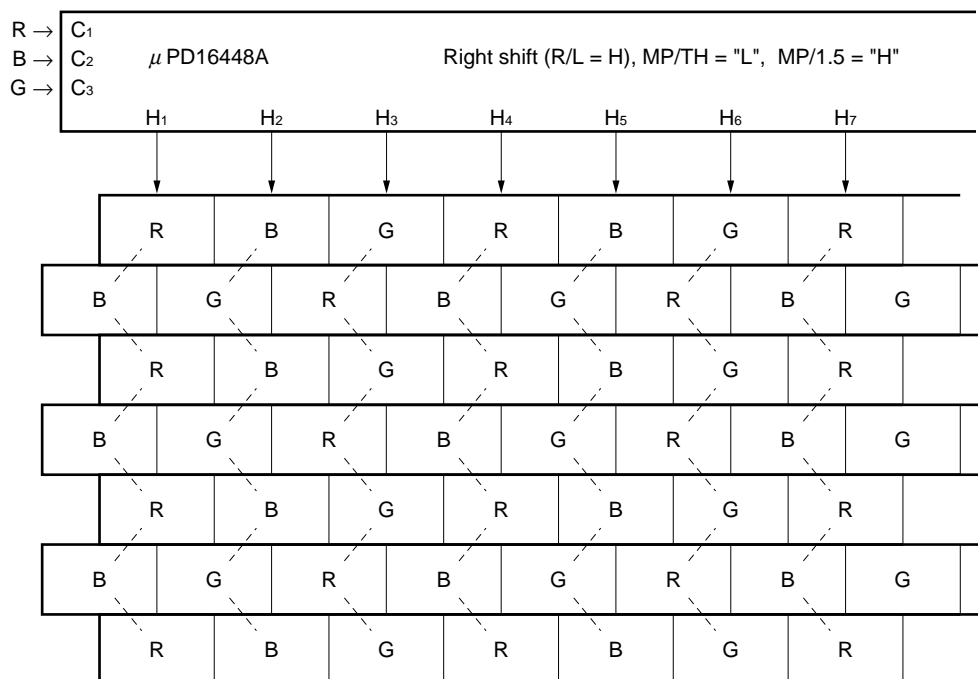 R → C1
B → C2 μ PD16448A Right shift (R/L = H), MP/TH = "L", MP/1.5 = "H"
G → C3
H1 H2 H3 H4 H5 H6 H7
R B G R B G R
B G R B G R B G
R B G R B G R
B G R B G R B G
R B G R B G R
B G R B G R B G
R B G R B G R